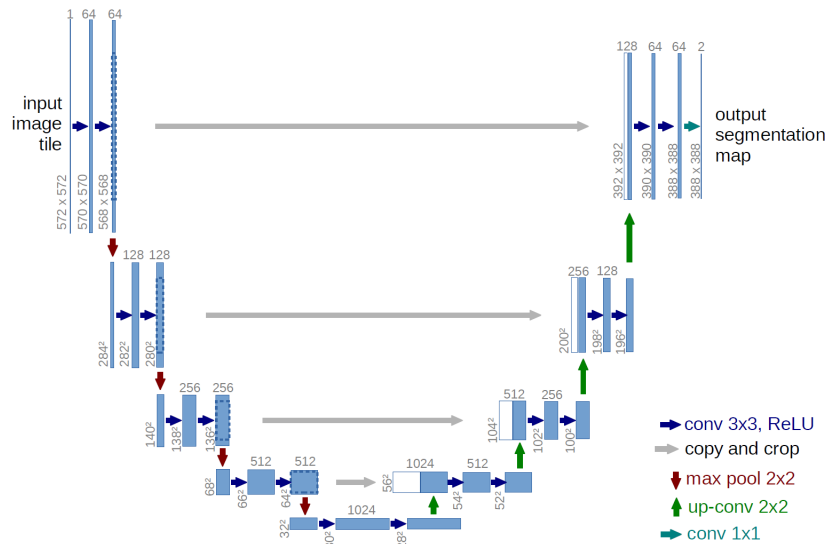 1
64
64
input
image
tile
572 x 572
570 x 570
568 x 568
128
64
64
2
output
segmentation
map
392 x 392
390 x 390
388 x 388
388 x 388
128
128
284²
282²
280²
256
128
200²
198²
196²
256
256
140²
138²
136²
512
256
104²
102²
100²
512
512
68²
66²
64²
1024
512
56²
54²
52²
1024
32²
conv 3x3, ReLU
copy and crop
max pool 2x2
up-conv 2x2
conv 1x1